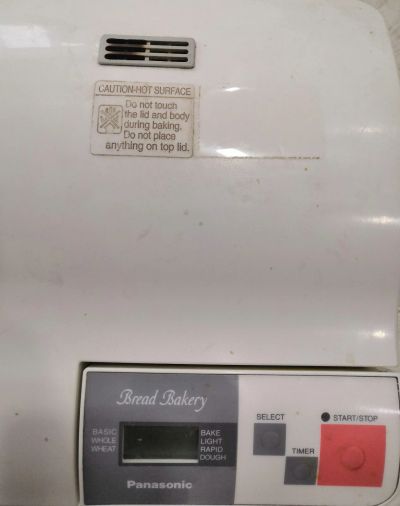 CAUTION-HOT SURFACE
Do not touch
the lid and body
during baking.
Do not place
anything on top lid.
Bread Bakery
BASIC
WHOLE
WHEAT
BAKE
LIGHT
RAPID
DOUGH
Panasonic
SELECT
TIMER
START/STOP